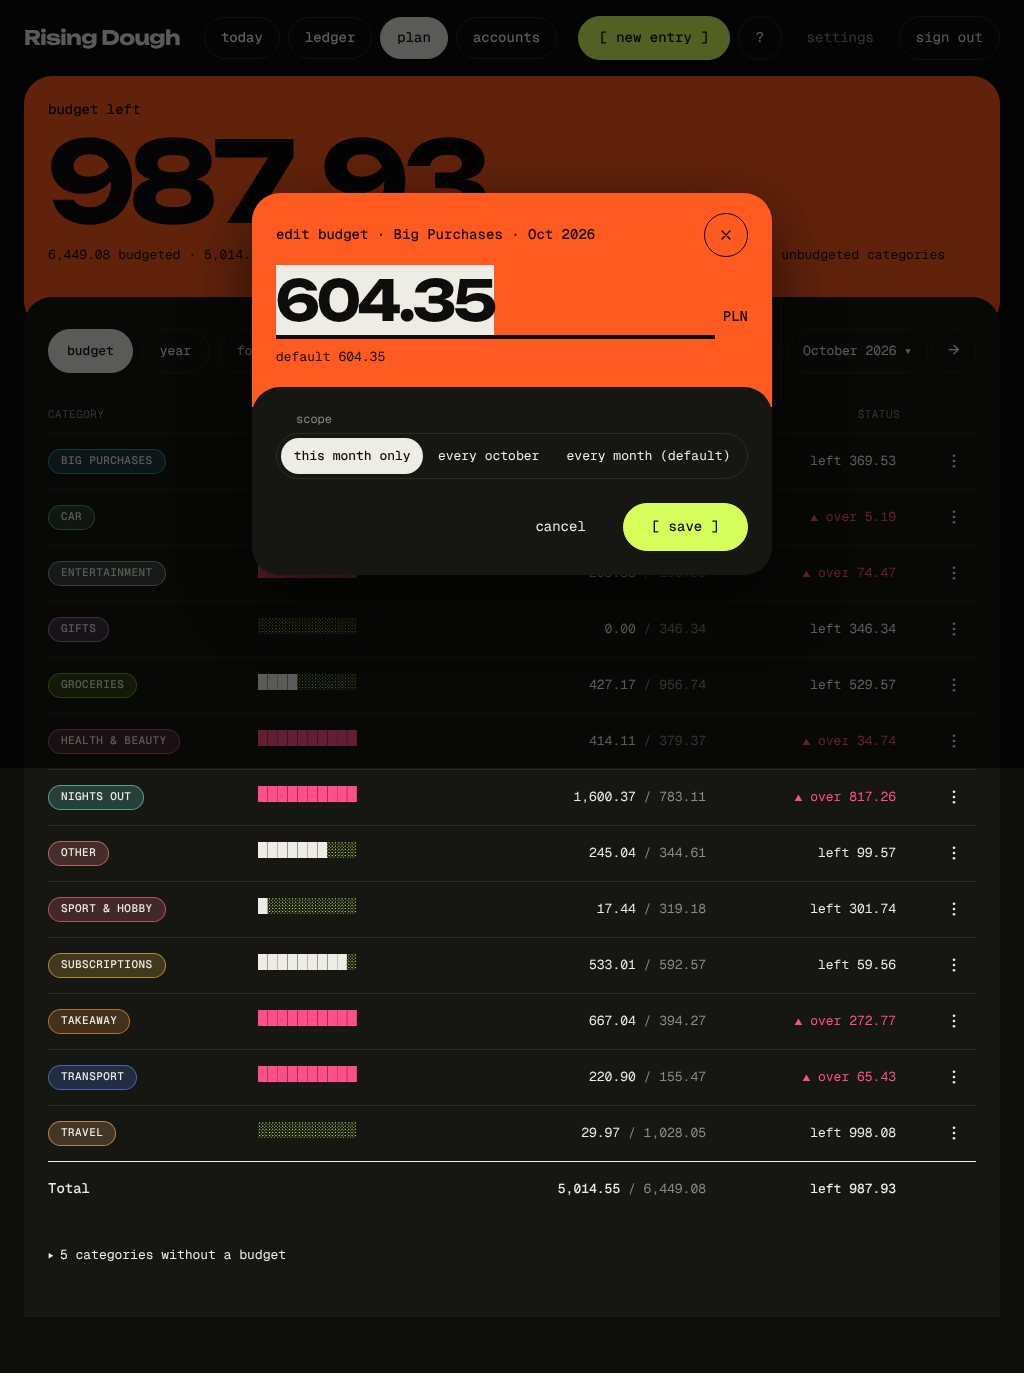 Rising Dough
today
ledger
plan
accounts
[ new entry ]
?
settings
sign out
budget left
987.93
6,449.08 budgeted · 5,014.
unbudgeted categories
edit budget · Big Purchases · Oct 2026
604.35
PLN
default 604.35
scope
this month only
every october
every month (default)
cancel
[ save ]
budget
year
fo
October 2026 ▾
→
CATEGORY
STATUS
BIG PURCHASES
left 369.53
CAR
▲ over 5.19
ENTERTAINMENT
▲ over 74.47
GIFTS
0.00 / 346.34
left 346.34
GROCERIES
427.17 / 956.74
left 529.57
HEALTH & BEAUTY
414.11 / 379.37
▲ over 34.74
NIGHTS OUT
1,600.37 / 783.11
▲ over 817.26
OTHER
245.04 / 344.61
left 99.57
SPORT & HOBBY
17.44 / 319.18
left 301.74
SUBSCRIPTIONS
533.01 / 592.57
left 59.56
TAKEAWAY
667.04 / 394.27
▲ over 272.77
TRANSPORT
220.90 / 155.47
▲ over 65.43
TRAVEL
29.97 / 1,028.05
left 998.08
Total
5,014.55 / 6,449.08
left 987.93
▸ 5 categories without a budget